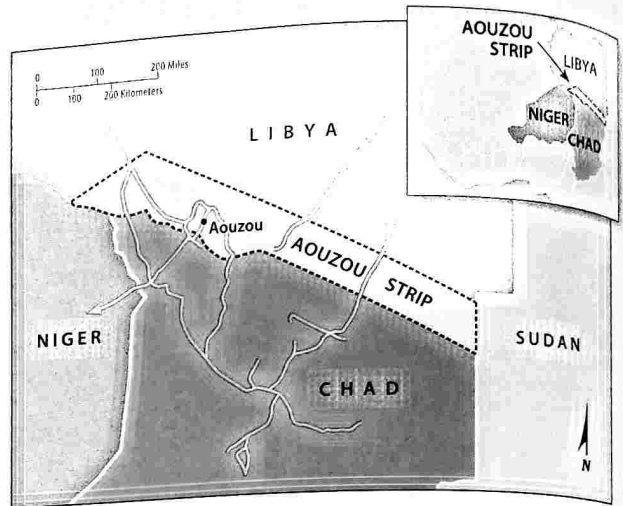 AOUZOU
STRIP
LIBYA
NIGER
CHAD
0 100 200 Miles
0 100 200 Kilometers
LIBYA
Aouzou
AOUZOU STRIP
NIGER
SUDAN
CHAD
N